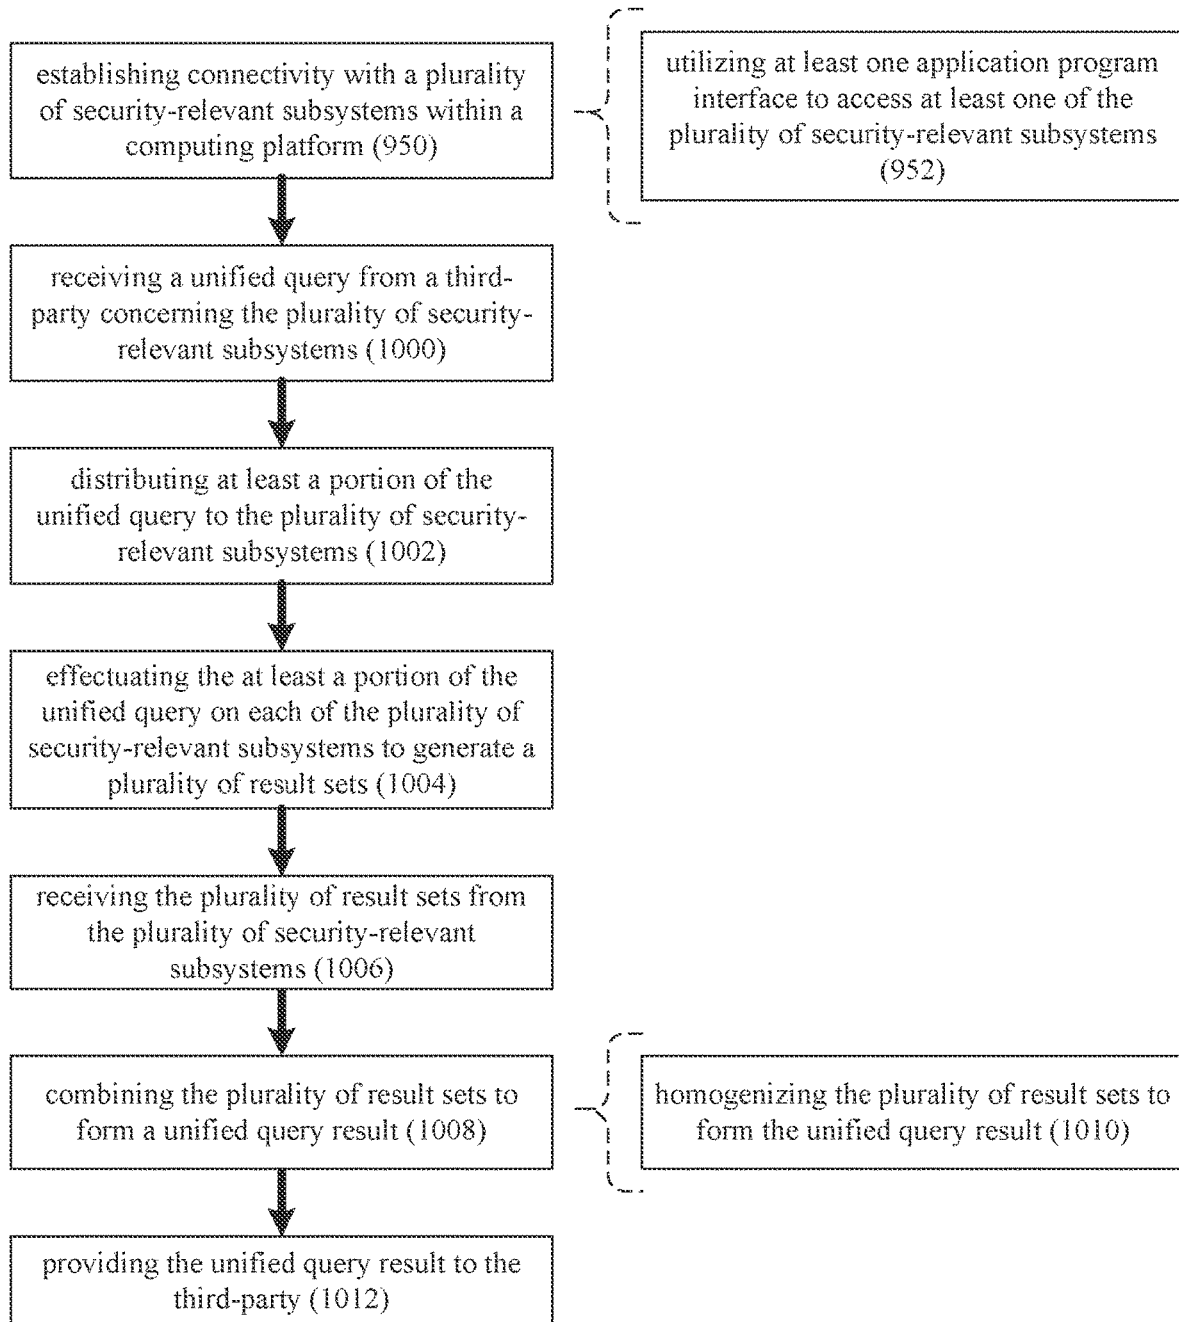 establishing connectivity with a plurality
of security-relevant subsystems within a
computing platform (950)
utilizing at least one application program
interface to access at least one of the
plurality of security-relevant subsystems
(952)
receiving a unified query from a third-
party concerning the plurality of security-
relevant subsystems (1000)
distributing at least a portion of the
unified query to the plurality of security-
relevant subsystems (1002)
effectuating the at least a portion of the
unified query on each of the plurality of
security-relevant subsystems to generate a
plurality of result sets (1004)
receiving the plurality of result sets from
the plurality of security-relevant
subsystems (1006)
combining the plurality of result sets to
form a unified query result (1008)
homogenizing the plurality of result sets to
form the unified query result (1010)
providing the unified query result to the
third-party (1012)